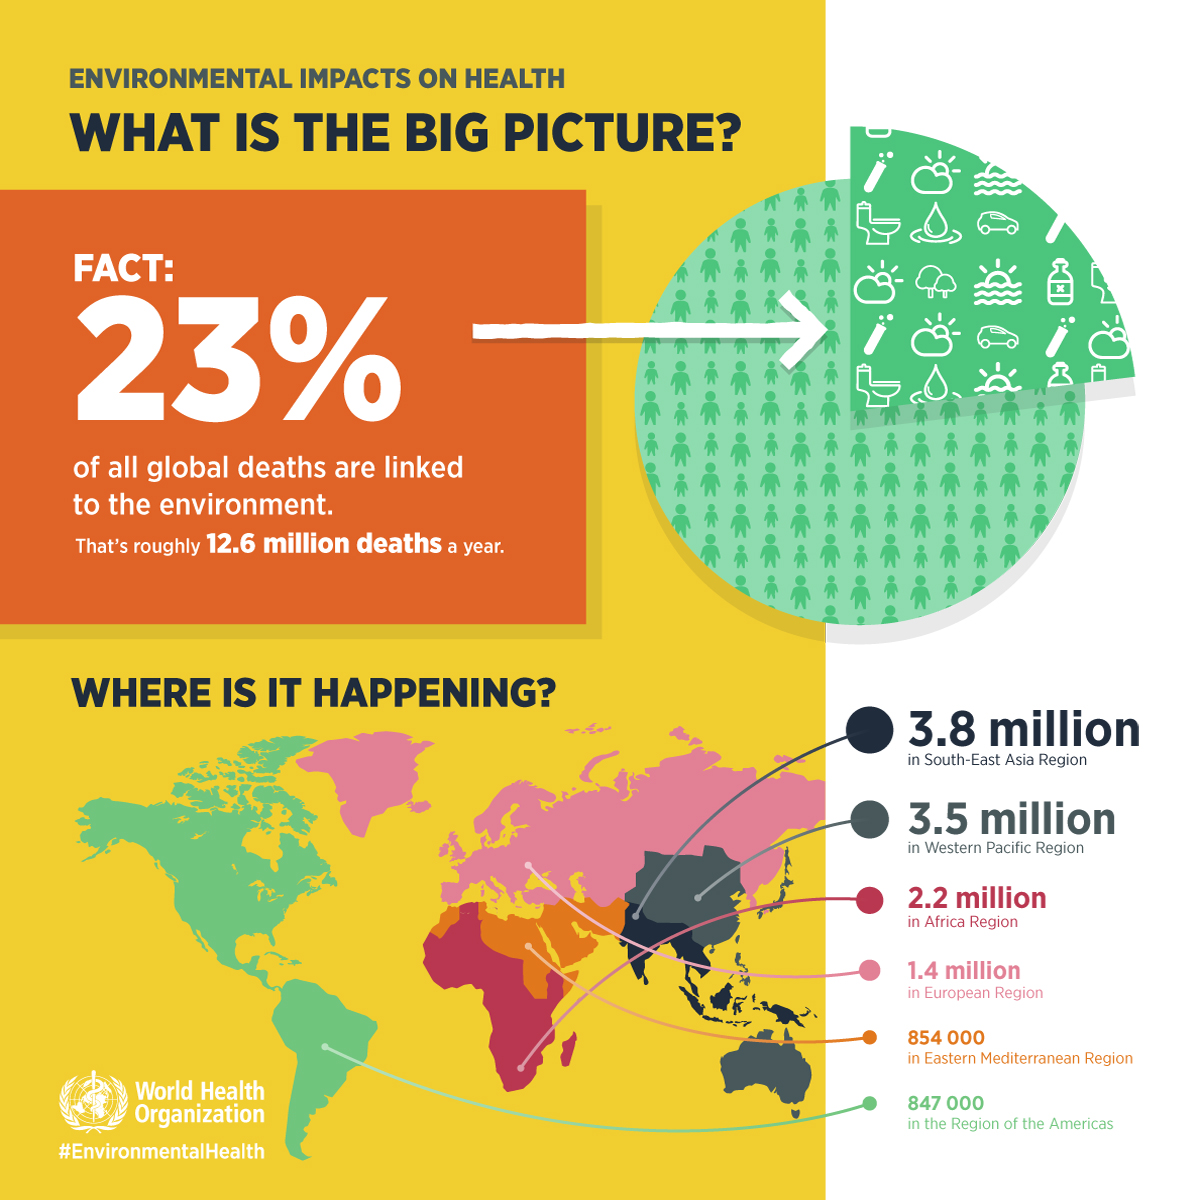 ENVIRONMENTAL IMPACTS ON HEALTH
WHAT IS THE BIG PICTURE?
FACT:
23%
of all global deaths are linked
to the environment.
That's roughly 12.6 million deaths a year.
WHERE IS IT HAPPENING?
3.8 million
in South-East Asia Region
3.5 million
in Western Pacific Region
2.2 million
in Africa Region
1.4 million
in European Region
854 000
in Eastern Mediterranean Region
847 000
in the Region of the Americas
World Health
Organization
#EnvironmentalHealth